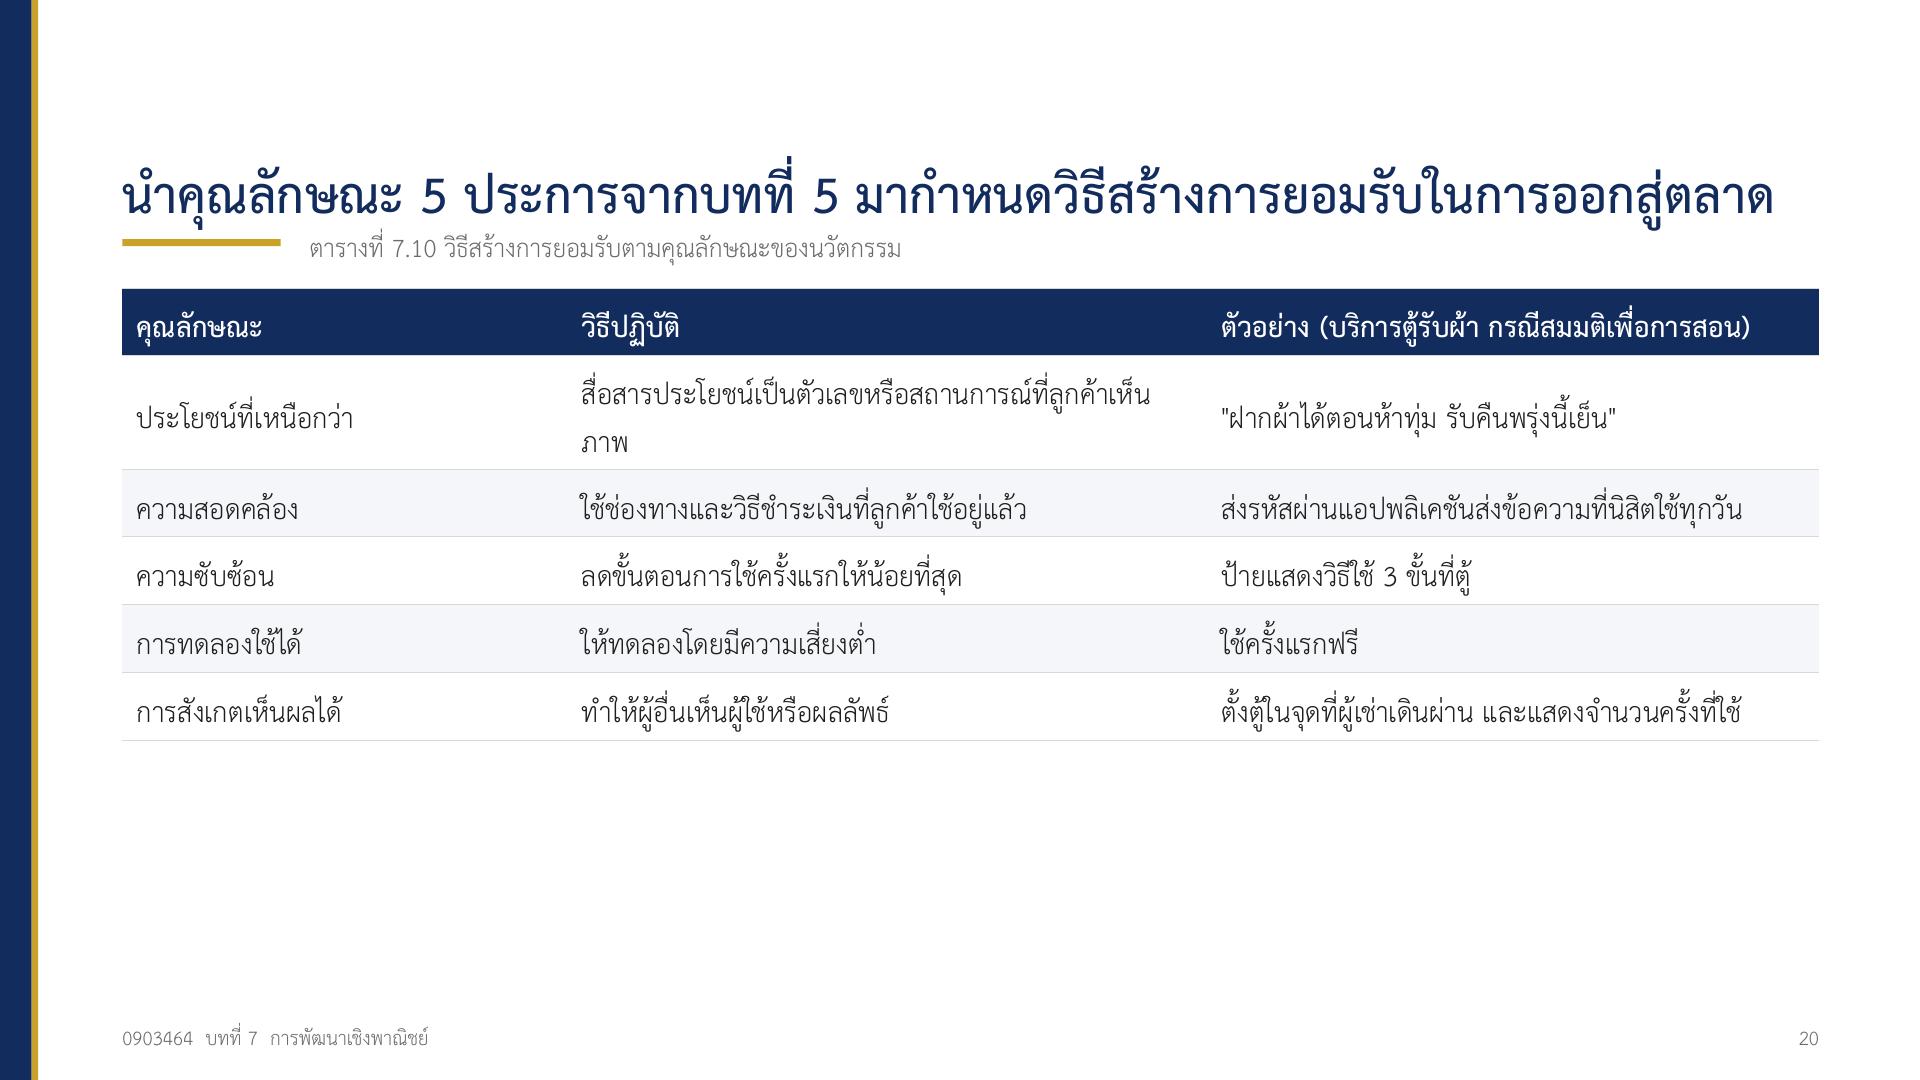 นำคุณลักษณะ 5 ประการจากบทที่ 5 มากำหนดวิธีสร้างการยอมรับในการออกสู่ตลาด
ตารางที่ 7.10 วิธีสร้างการยอมรับตามคุณลักษณะของนวัตกรรม
คุณลักษณะ วิธีปฏิบัติ ตัวอย่าง (บริการตู้รับผ้า กรณีสมมติเพื่อการสอน)
ประโยชน์ที่เหนือกว่า สื่อสารประโยชน์เป็นตัวเลขหรือสถานการณ์ที่ลูกค้าเห็น
ภาพ "ฝากผ้าได้ตอนห้าทุ่ม รับคืนพรุ่งนี้เย็น"
ความสอดคล้อง ใช้ช่องทางและวิธีชำระเงินที่ลูกค้าใช้อยู่แล้ว ส่งรหัสผ่านแอปพลิเคชันส่งข้อความที่นิสิตใช้ทุกวัน
ความซับซ้อน ลดขั้นตอนการใช้ครั้งแรกให้น้อยที่สุด ป้ายแสดงวิธีใช้ 3 ขั้นที่ตู้
การทดลองใช้ได้ ให้ทดลองโดยมีความเสี่ยงต่ำ ใช้ครั้งแรกฟรี
การสังเกตเห็นผลได้ ทำให้ผู้อื่นเห็นผู้ใช้หรือผลลัพธ์ ตั้งตู้ในจุดที่ผู้เช่าเดินผ่าน และแสดงจำนวนครั้งที่ใช้
0903464 บทที่ 7 การพัฒนาเชิงพาณิชย์ 20